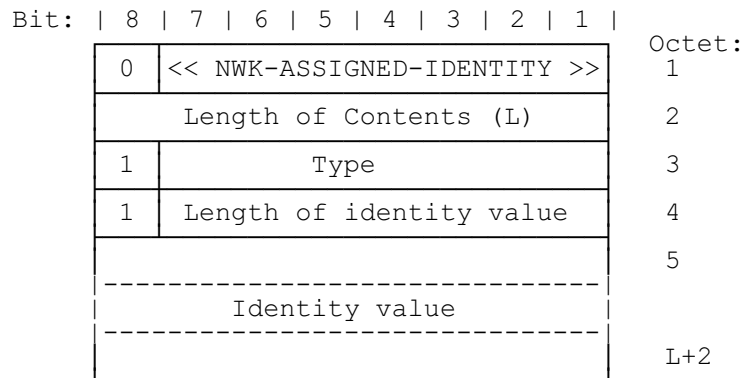 Bit: | 8 | 7 | 6 | 5 | 4 | 3 | 2 | 1 |
Octet:
0 << NWK-ASSIGNED-IDENTITY >> 1
Length of Contents (L) 2
1 Type 3
1 Length of identity value 4
5
Identity value
L+2